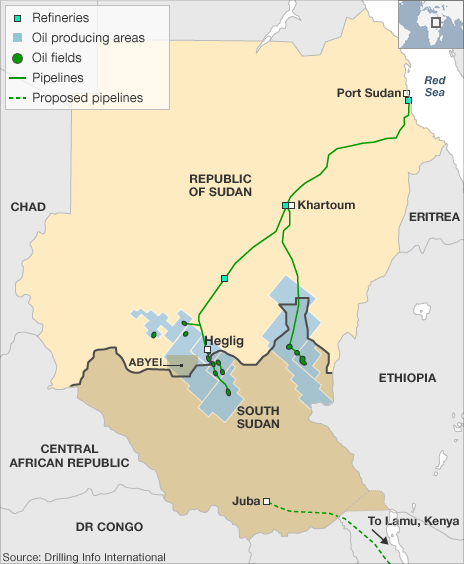 Refineries
Oil producing areas
Oil fields
Pipelines
Proposed pipelines
Red
Sea
Port Sudan
REPUBLIC
OF SUDAN
CHAD
Khartoum
ERITREA
Heglig
ABYEI
ETHIOPIA
SOUTH
SUDAN
CENTRAL
AFRICAN REPUBLIC
Juba
To Lamu, Kenya
DR CONGO
Source: Drilling Info International